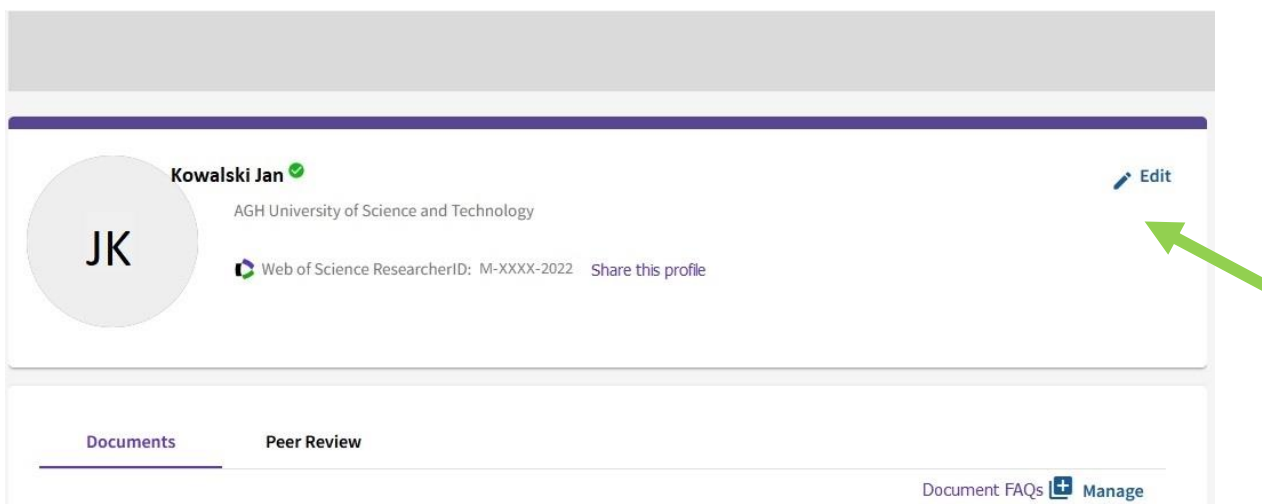 Kowalski Jan
Edit
AGH University of Science and Technology
JK
Web of Science ResearcherID: M-XXXX-2022 Share this profile
Documents Peer Review
Document FAQs Manage